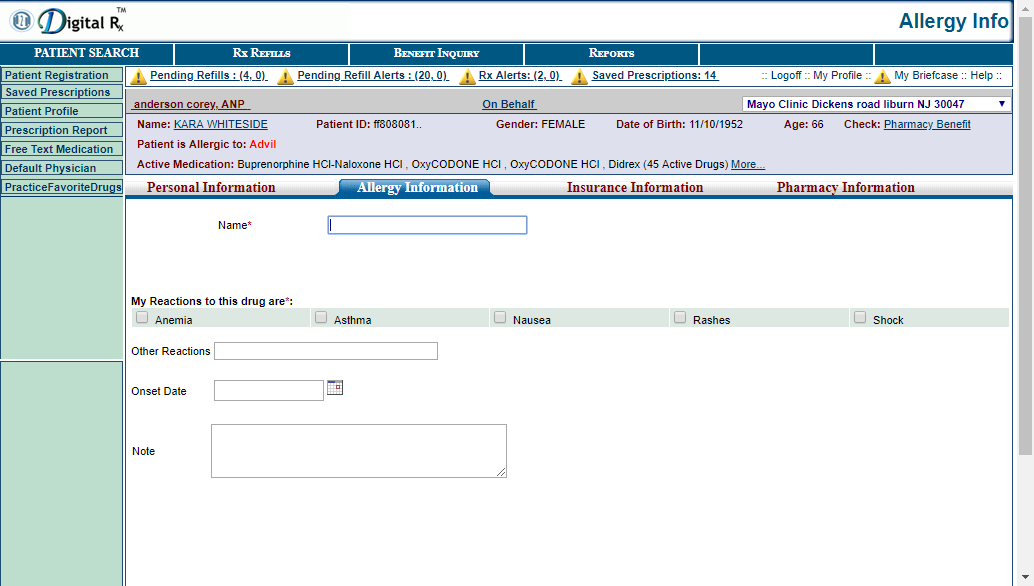 Digital Rx TM
Allergy Info
PATIENT SEARCH
RX REFILLS
BENEFIT INQUIRY
REPORTS
Patient Registration
Saved Prescriptions
Patient Profile
Prescription Report
Free Text Medication
Default Physician
PracticeFavoriteDrugs
Pending Refills : (4, 0) Pending Refill Alerts : (20, 0) Rx Alerts: (2, 0) Saved Prescriptions: 14 :: Logoff :: My Profile :: My Briefcase :: Help ::
anderson corey, ANP On Behalf Mayo Clinic Dickens road liburn NJ 30047
Name: KARA WHITESIDE Patient ID: ff808081.. Gender: FEMALE Date of Birth: 11/10/1952 Age: 66 Check: Pharmacy Benefit
Patient is Allergic to: Advil
Active Medication: Buprenorphine HCl-Naloxone HCl , OxyCODONE HCl , OxyCODONE HCl , Didrex (45 Active Drugs) More...
Personal Information Allergy Information Insurance Information Pharmacy Information
Name*
My Reactions to this drug are*:
Anemia Asthma Nausea Rashes Shock
Other Reactions
Onset Date
Note